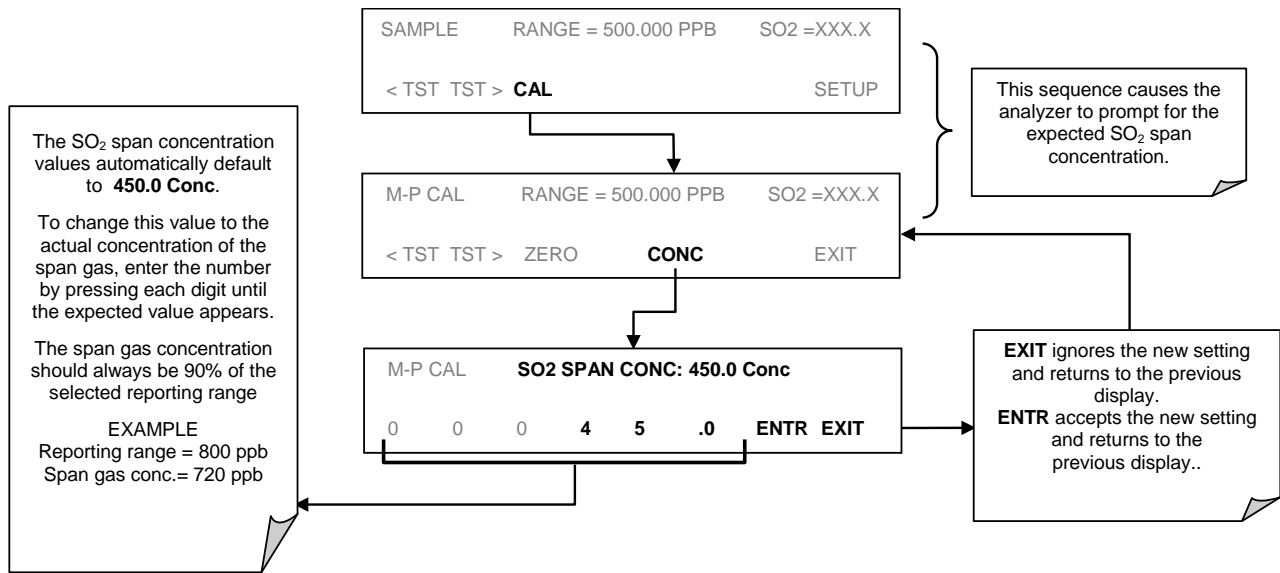 SAMPLE RANGE = 500.000 PPB SO2 =XXX.X
< TST TST > CAL SETUP
This sequence causes the
analyzer to prompt for the
expected SO2 span
concentration.
The SO2 span concentration
values automatically default
to 450.0 Conc.
To change this value to the
actual concentration of the
span gas, enter the number
by pressing each digit until
the expected value appears.
The span gas concentration
should always be 90% of the
selected reporting range
EXAMPLE
Reporting range = 800 ppb
Span gas conc.= 720 ppb
M-P CAL RANGE = 500.000 PPB SO2 =XXX.X
< TST TST > ZERO CONC EXIT
M-P CAL SO2 SPAN CONC: 450.0 Conc
0 0 0 4 5 .0 ENTR EXIT
EXIT ignores the new setting
and returns to the previous
display.
ENTR accepts the new setting
and returns to the
previous display..